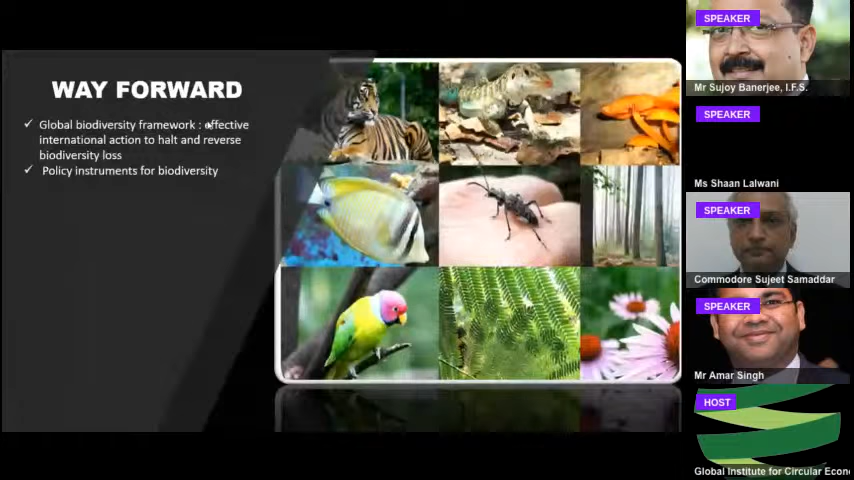 WAY FORWARD
✓ Global biodiversity framework : effective
international action to halt and reverse
biodiversity loss
✓ Policy instruments for biodiversity
SPEAKER
Mr Sujoy Banerjee, I.F.S.
SPEAKER
Ms Shaan Lalwani
SPEAKER
Commodore Sujeet Samaddar
SPEAKER
Mr Amar Singh
HOST
Global Institute for Circular Econ